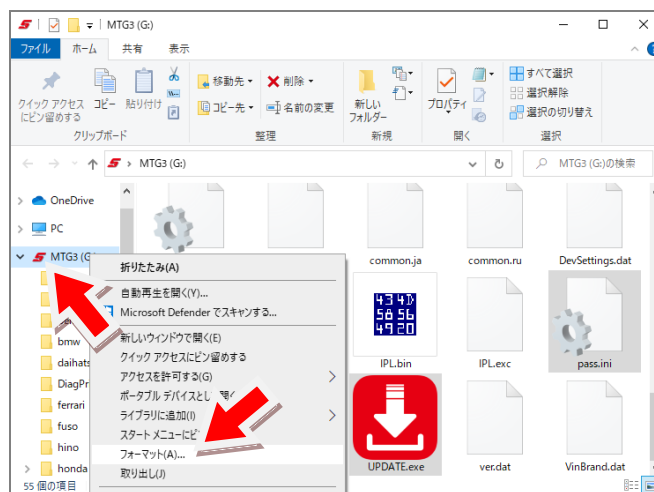 MTG3 (G:)
ファイル ホーム 共有 表示
クイック アクセス
にピン留めする
コピー 貼り付け
移動先 削除
コピー先 名前の変更
新しい
フォルダー
プロパティ
すべて選択
選択解除
選択の切り替え
クリップボード 整理 新規 開く 選択
MTG3 (G:)
MTG3 (G:)の検索
OneDrive
PC
MTG3 (G
bmw
daihats
DiagPr
ferrari
fuso
hino
honda
折りたたみ(A)
自動再生を開く(Y)...
Microsoft Defender でスキャンする...
新しいウィンドウで開く(E)
クイック アクセスにピン留めする
アクセスを許可する(G)
ポータブル デバイスとし
ライブラリに追加(I)
スタート メニューにピ
フォーマット(A)...
取り出し(J)
common.ja common.ru DevSettings.dat
434D
5856
4920
IPL.bin IPL.exc pass.ini
UPDATE.exe ver.dat VinBrand.dat
55 個の項目